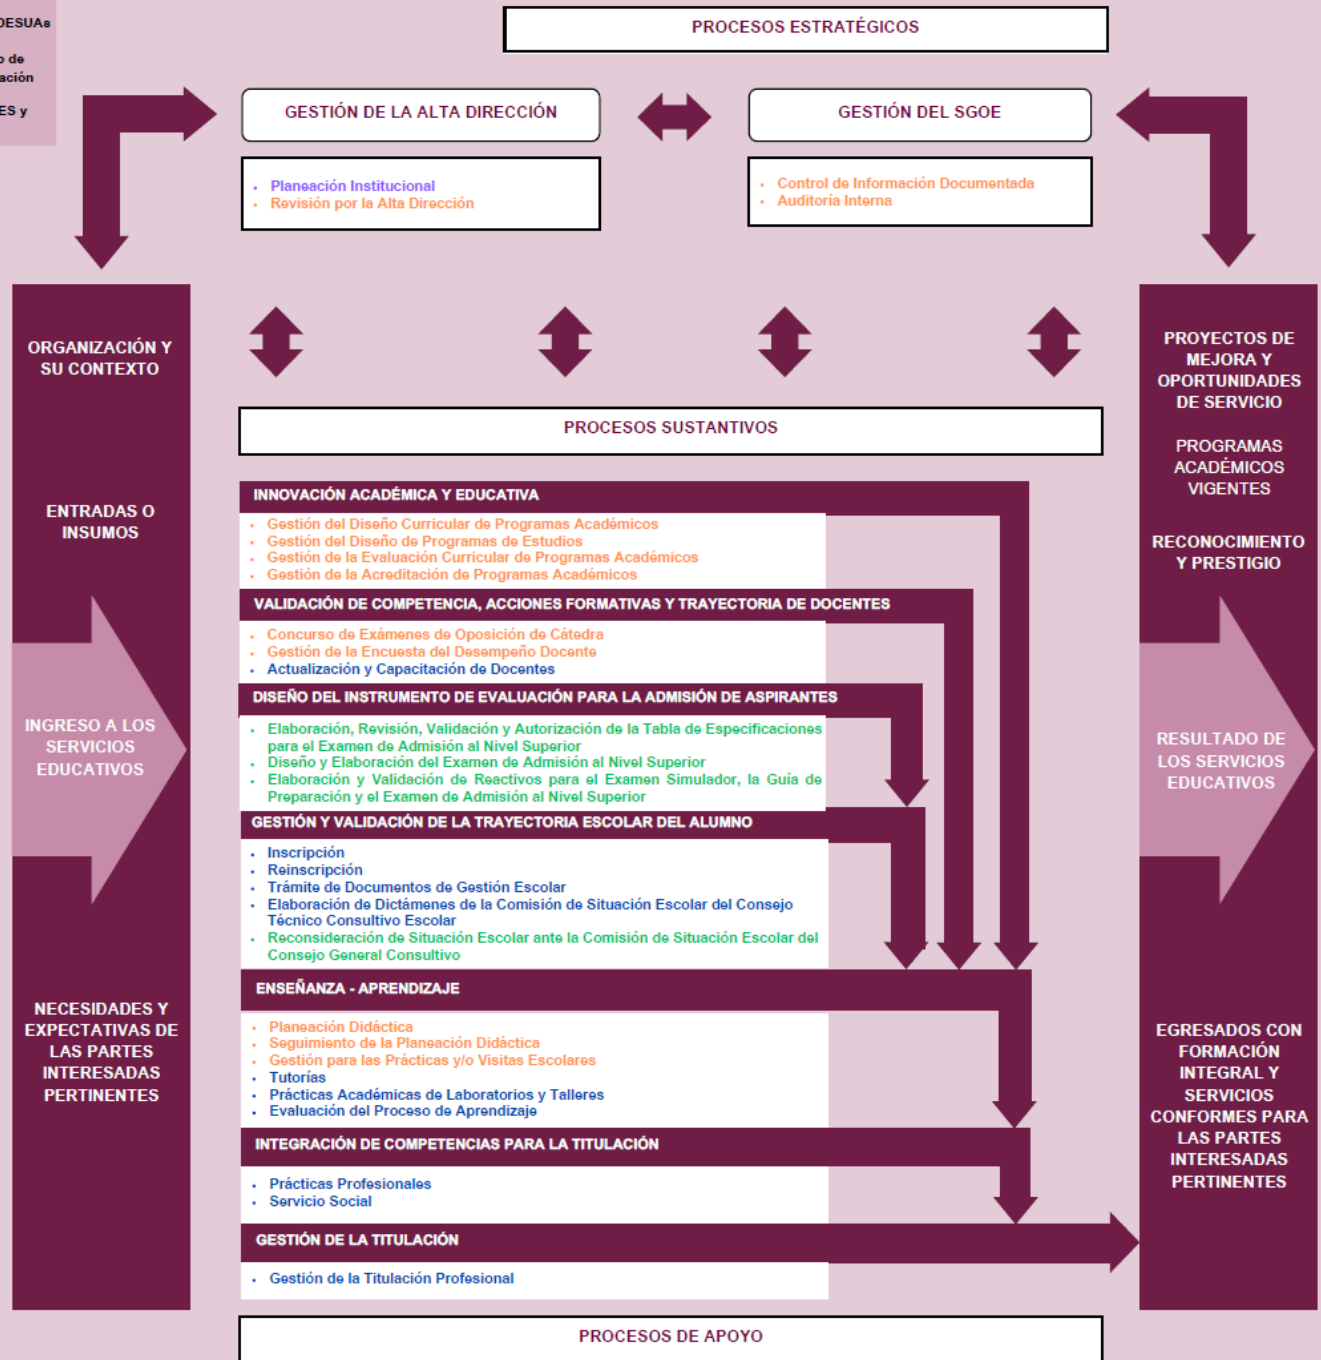 DESUAs
de
ación
ES y
PROCESOS ESTRATÉGICOS
GESTIÓN DE LA ALTA DIRECCIÓN
GESTIÓN DEL SGOE
• Planeación Institucional
• Revisión por la Alta Dirección
• Control de Información Documentada
• Auditoría Interna
ORGANIZACIÓN Y
SU CONTEXTO
ENTRADAS O
INSUMOS
INGRESO A LOS
SERVICIOS
EDUCATIVOS
NECESIDADES Y
EXPECTATIVAS DE
LAS PARTES
INTERESADAS
PERTINENTES
PROCESOS SUSTANTIVOS
INNOVACIÓN ACADÉMICA Y EDUCATIVA
• Gestión del Diseño Curricular de Programas Académicos
• Gestión del Diseño de Programas de Estudios
• Gestión de la Evaluación Curricular de Programas Académicos
• Gestión de la Acreditación de Programas Académicos
VALIDACIÓN DE COMPETENCIA, ACCIONES FORMATIVAS Y TRAYECTORIA DE DOCENTES
• Concurso de Exámenes de Oposición de Cátedra
• Gestión de la Encuesta del Desempeño Docente
• Actualización y Capacitación de Docentes
DISEÑO DEL INSTRUMENTO DE EVALUACIÓN PARA LA ADMISIÓN DE ASPIRANTES
• Elaboración, Revisión, Validación y Autorización de la Tabla de Especificaciones
para el Examen de Admisión al Nivel Superior
• Diseño y Elaboración del Examen de Admisión al Nivel Superior
• Elaboración y Validación de Reactivos para el Examen Simulador, la Guía de
Preparación y el Examen de Admisión al Nivel Superior
GESTIÓN Y VALIDACIÓN DE LA TRAYECTORIA ESCOLAR DEL ALUMNO
• Inscripción
• Reinscripción
• Trámite de Documentos de Gestión Escolar
• Elaboración de Dictámenes de la Comisión de Situación Escolar del Consejo
Técnico Consultivo Escolar
• Reconsideración de Situación Escolar ante la Comisión de Situación Escolar del
Consejo General Consultivo
ENSEÑANZA - APRENDIZAJE
• Planeación Didáctica
• Seguimiento de la Planeación Didáctica
• Gestión para las Prácticas y/o Visitas Escolares
• Tutorías
• Prácticas Académicas de Laboratorios y Talleres
• Evaluación del Proceso de Aprendizaje
INTEGRACIÓN DE COMPETENCIAS PARA LA TITULACIÓN
• Prácticas Profesionales
• Servicio Social
GESTIÓN DE LA TITULACIÓN
• Gestión de la Titulación Profesional
PROYECTOS DE
MEJORA Y
OPORTUNIDADES
DE SERVICIO
PROGRAMAS
ACADÉMICOS
VIGENTES
RECONOCIMIENTO
Y PRESTIGIO
RESULTADO DE
LOS SERVICIOS
EDUCATIVOS
EGRESADOS CON
FORMACIÓN
INTEGRAL Y
SERVICIOS
CONFORMES PARA
LAS PARTES
INTERESADAS
PERTINENTES
PROCESOS DE APOYO